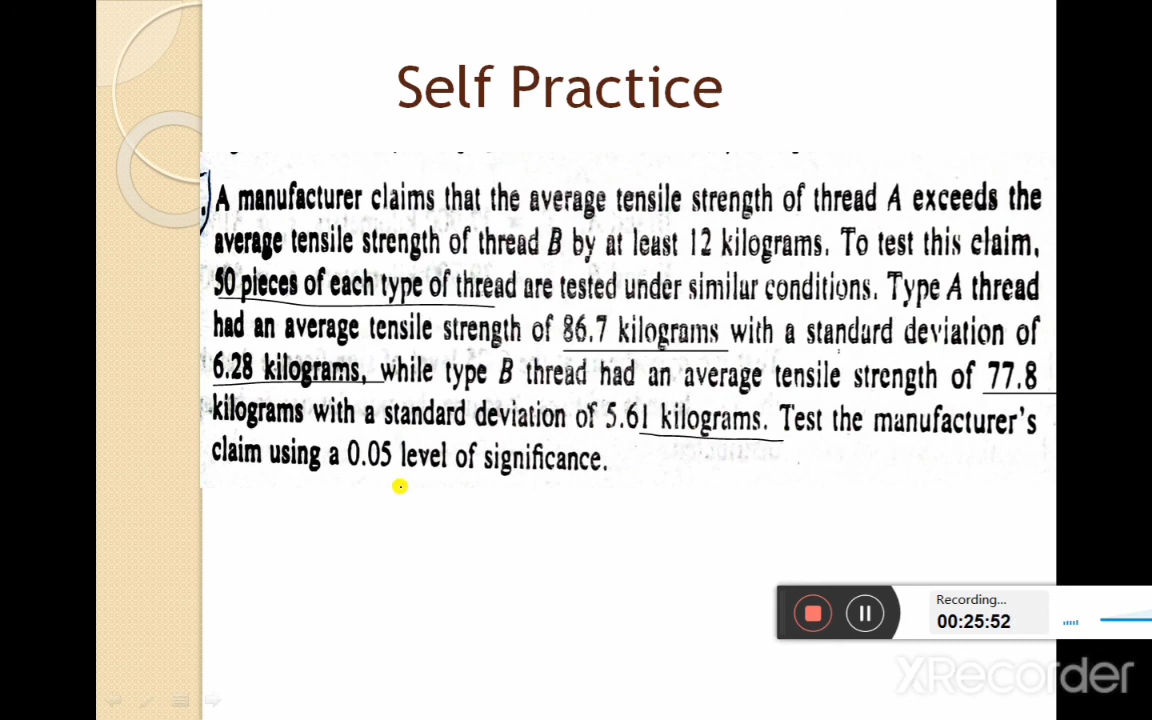 Self Practice
A manufacturer claims that the average tensile strength of thread A exceeds the
average tensile strength of thread B by at least 12 kilograms. To test this claim,
50 pieces of each type of thread are tested under similar conditions. Type A thread
had an average tensile strength of 86.7 kilograms with a standard deviation of
6.28 kilograms, while type B thread had an average tensile strength of 77.8
kilograms with a standard deviation of 5.61 kilograms. Test the manufacturer's
claim using a 0.05 level of significance.
Recording...
00:25:52
XRecorder